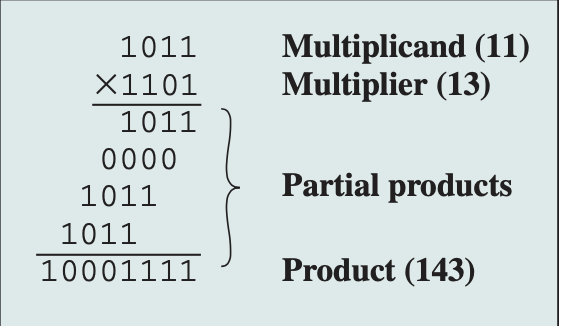 1011 Multiplicand (11)
×1101 Multiplier (13)
1011
0000
1011 Partial products
1011
10001111 Product (143)